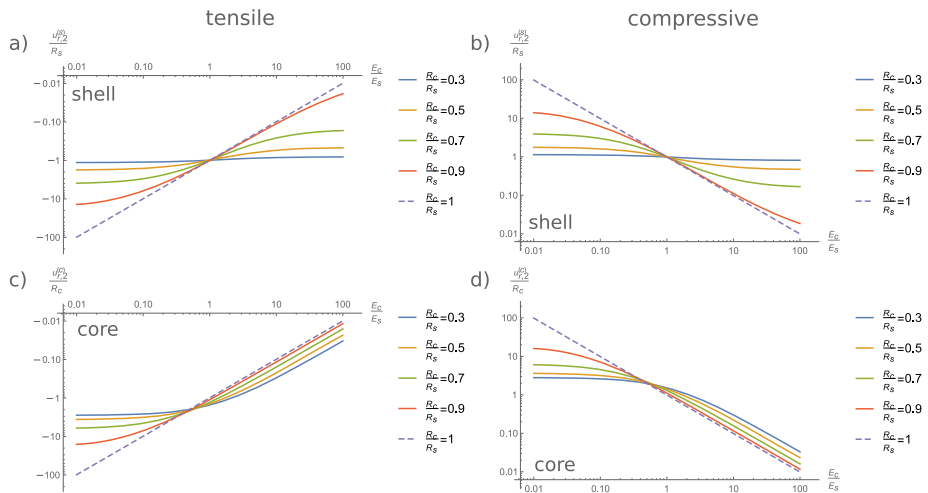 tensile
compressive
a)
u_{r,2}^{(s)}/R_s
0.01 0.10 1 10 100
E_c/E_s
−0.01
−0.10
−1
−10
−100
shell
R_c/R_s=0.3
R_c/R_s=0.5
R_c/R_s=0.7
R_c/R_s=0.9
R_c/R_s=1
b)
u_{r,2}^{(s)}/R_s
100
10
1
0.10
0.01
shell
0.01 0.10 1 10 100
E_c/E_s
R_c/R_s=0.3
R_c/R_s=0.5
R_c/R_s=0.7
R_c/R_s=0.9
R_c/R_s=1
c)
u_{r,2}^{(c)}/R_c
0.01 0.10 1 10 100
E_c/E_s
−0.01
−0.10
−1
−10
−100
core
R_c/R_s=0.3
R_c/R_s=0.5
R_c/R_s=0.7
R_c/R_s=0.9
R_c/R_s=1
d)
u_{r,2}^{(c)}/R_c
100
10
1
0.10
0.01
core
0.01 0.10 1 10 100
E_c/E_s
R_c/R_s=0.3
R_c/R_s=0.5
R_c/R_s=0.7
R_c/R_s=0.9
R_c/R_s=1